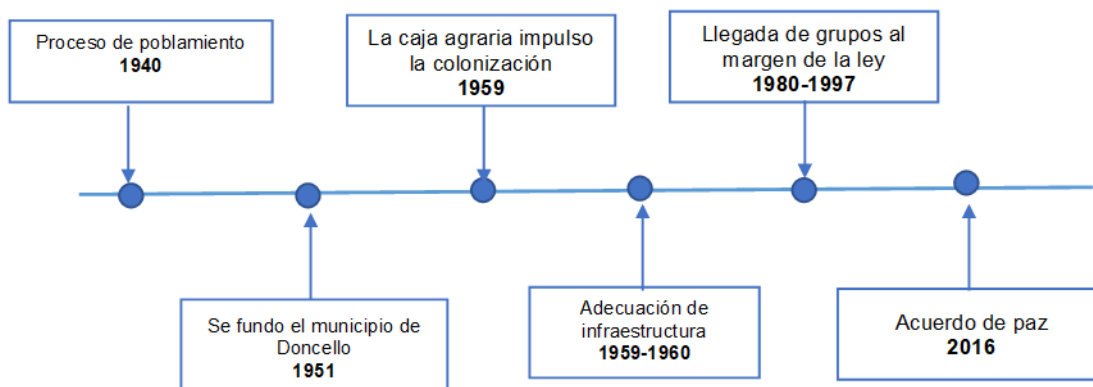 Proceso de poblamiento
1940
La caja agraria impulso
la colonización
1959
Llegada de grupos al
margen de la ley
1980-1997
Se fundo el municipio de
Doncello
1951
Adecuación de
infraestructura
1959-1960
Acuerdo de paz
2016